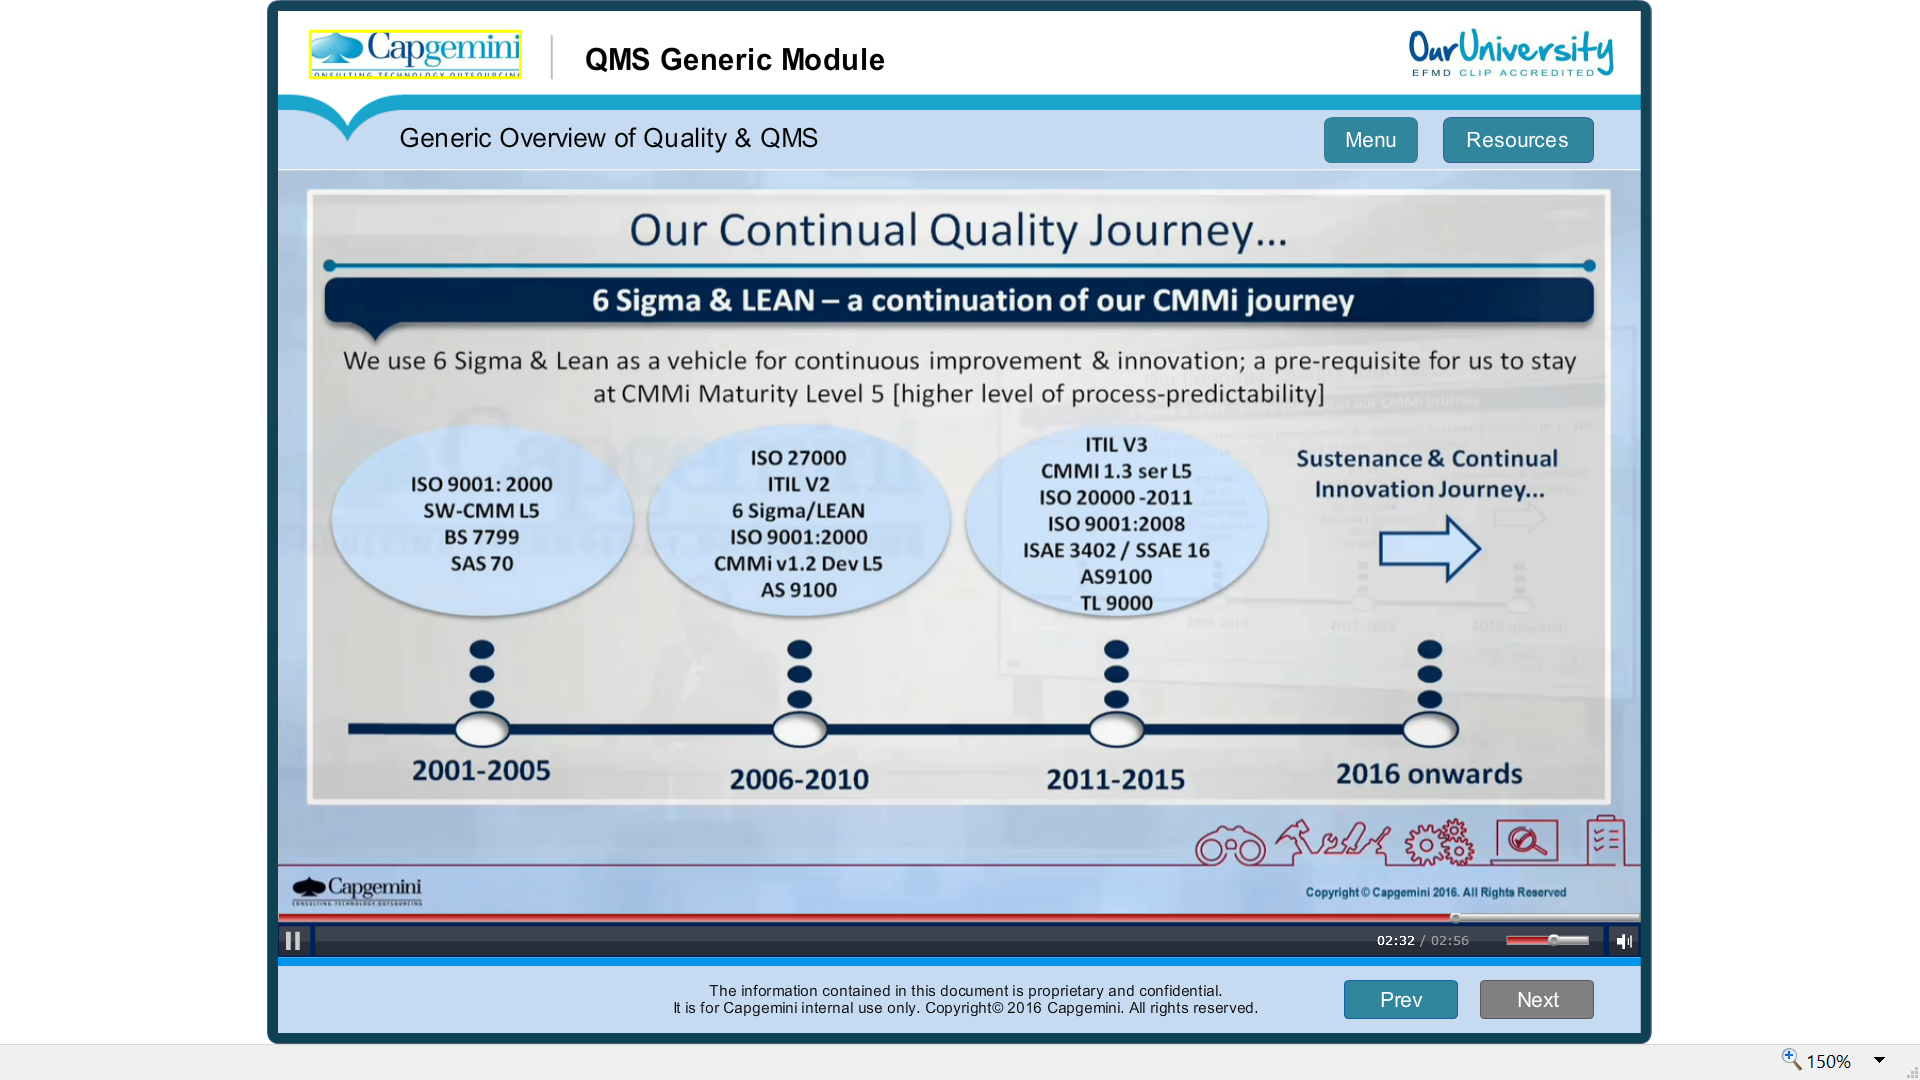 Capgemini
CONSULTING.TECHNOLOGY.OUTSOURCING
QMS Generic Module
OurUniversity
EFMD CLIP ACCREDITED
Generic Overview of Quality & QMS
Menu
Resources
Our Continual Quality Journey...
6 Sigma & LEAN – a continuation of our CMMi journey
We use 6 Sigma & Lean as a vehicle for continuous improvement & innovation; a pre-requisite for us to stay
at CMMi Maturity Level 5 [higher level of process-predictability]
ISO 9001: 2000
SW-CMM L5
BS 7799
SAS 70
ISO 27000
ITIL V2
6 Sigma/LEAN
ISO 9001:2000
CMMi v1.2 Dev L5
AS 9100
ITIL V3
CMMI 1.3 ser L5
ISO 20000 -2011
ISO 9001:2008
ISAE 3402 / SSAE 16
AS9100
TL 9000
Sustenance & Continual
Innovation Journey...
2001-2005
2006-2010
2011-2015
2016 onwards
Capgemini
CONSULTING.TECHNOLOGY.OUTSOURCING
Copyright © Capgemini 2016. All Rights Reserved
02:32 / 02:56
The information contained in this document is proprietary and confidential.
It is for Capgemini internal use only. Copyright© 2016 Capgemini. All rights reserved.
Prev
Next
150%